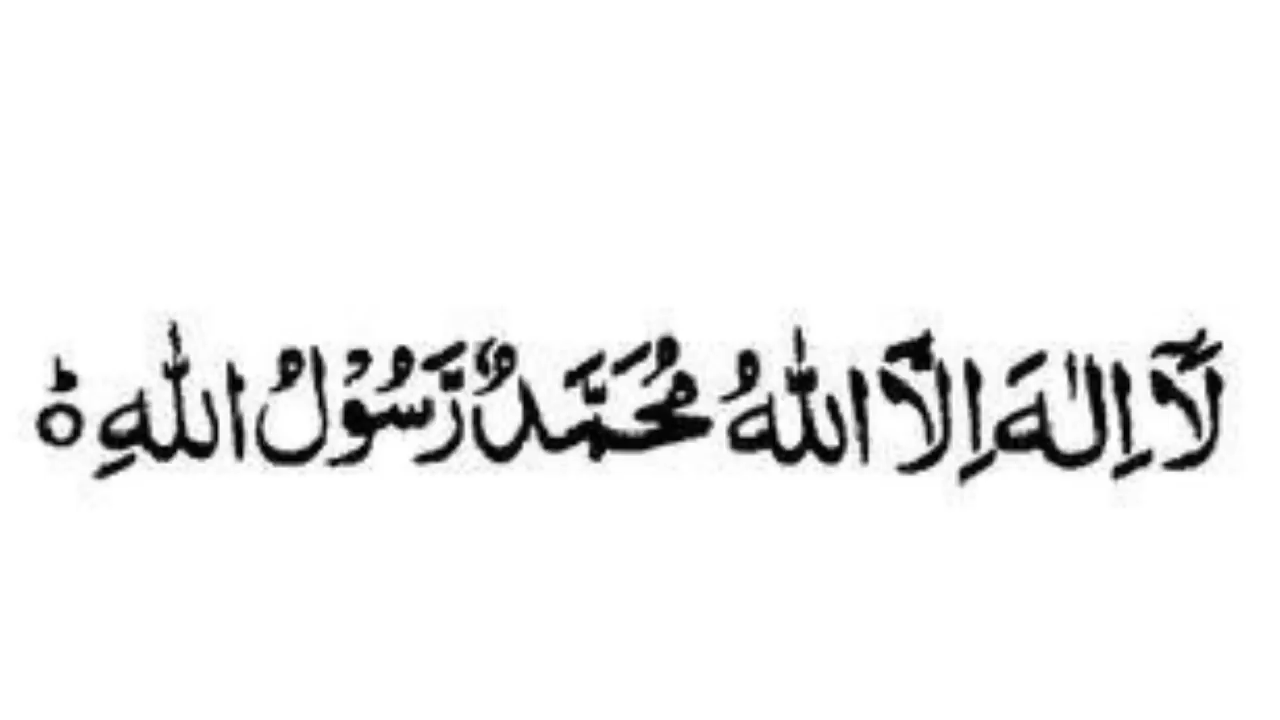 لَآ اِلٰهَ اِلَّا اللّٰهُ مُحَمَّدٌ رَّسُوْلُ اللّٰهِ ؕ